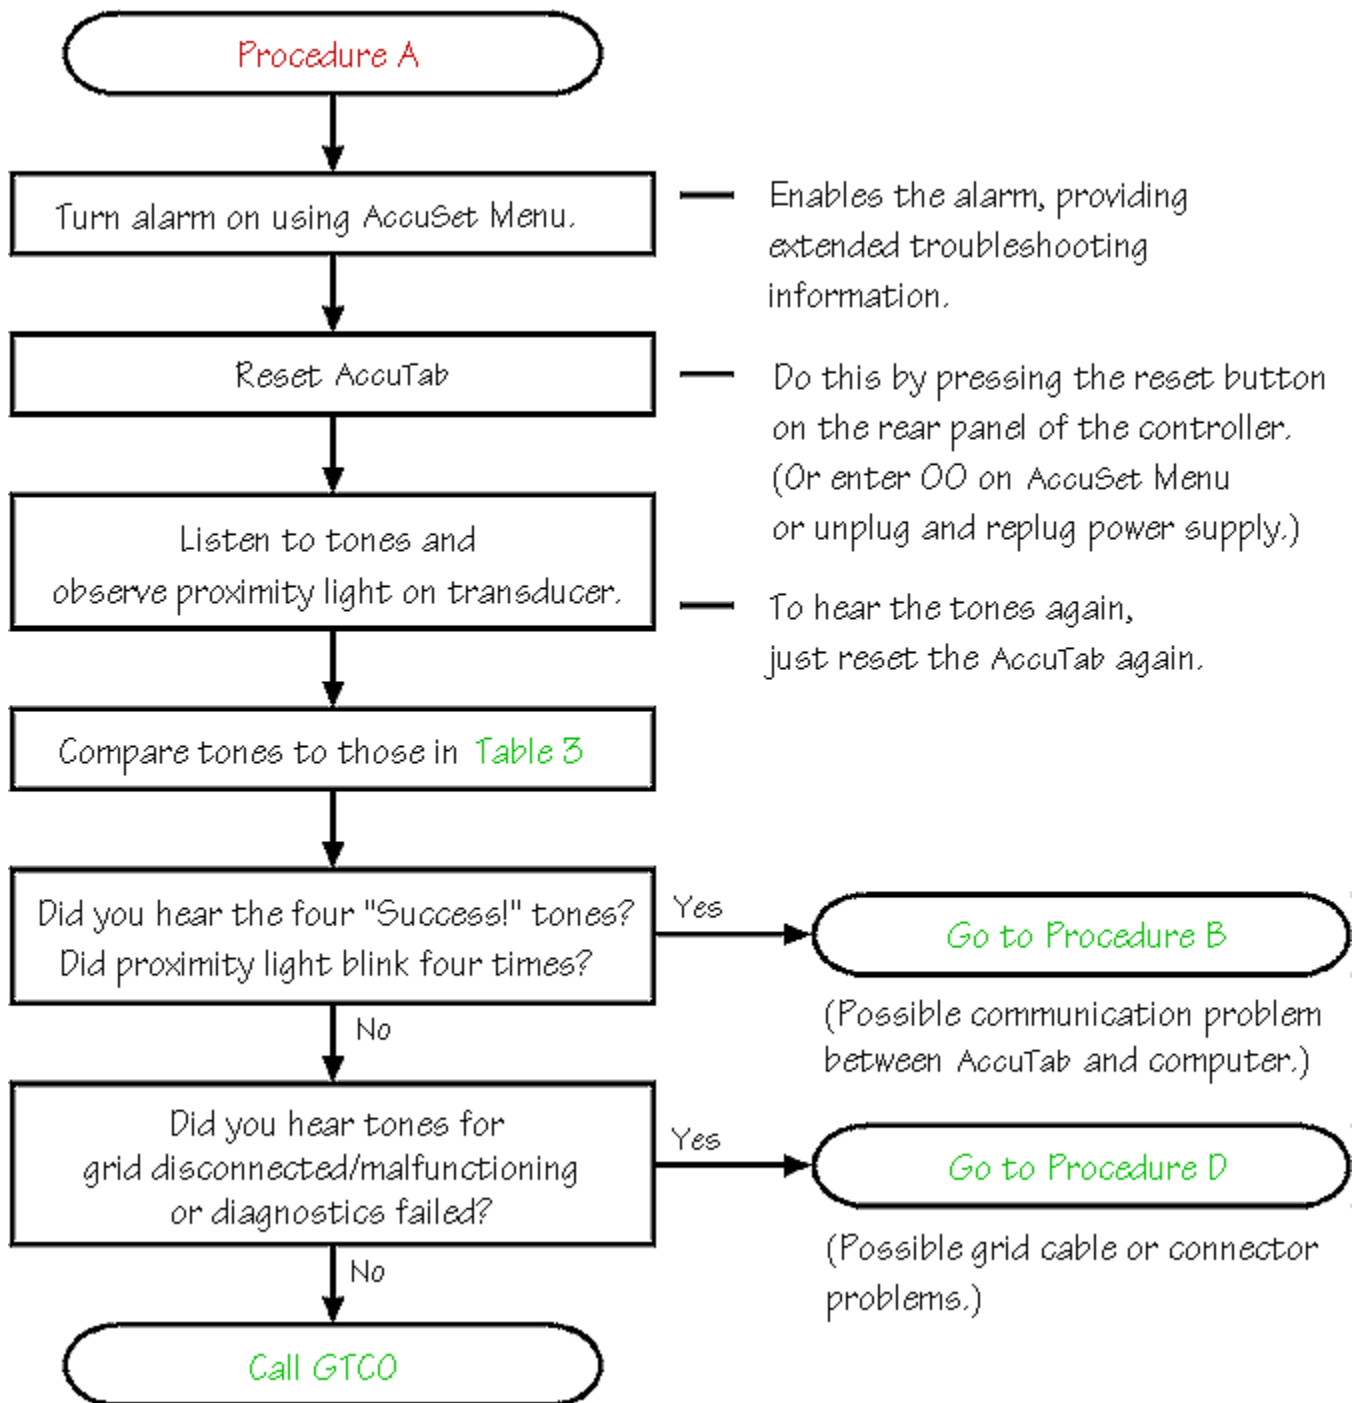 Procedure A
Turn alarm on using AccuSet Menu.
Enables the alarm, providing
extended troubleshooting
information.
Reset AccuTab
Do this by pressing the reset button
on the rear panel of the controller.
(Or enter 00 on AccuSet Menu
or unplug and replug power supply.)
Listen to tones and
observe proximity light on transducer.
To hear the tones again,
just reset the AccuTab again.
Compare tones to those in Table 3
Did you hear the four "Success!" tones?
Did proximity light blink four times?
Yes
Go to Procedure B
(Possible communication problem
between AccuTab and computer.)
No
Did you hear tones for
grid disconnected/malfunctioning
or diagnostics failed?
Yes
Go to Procedure D
(Possible grid cable or connector
problems.)
No
Call GTCO